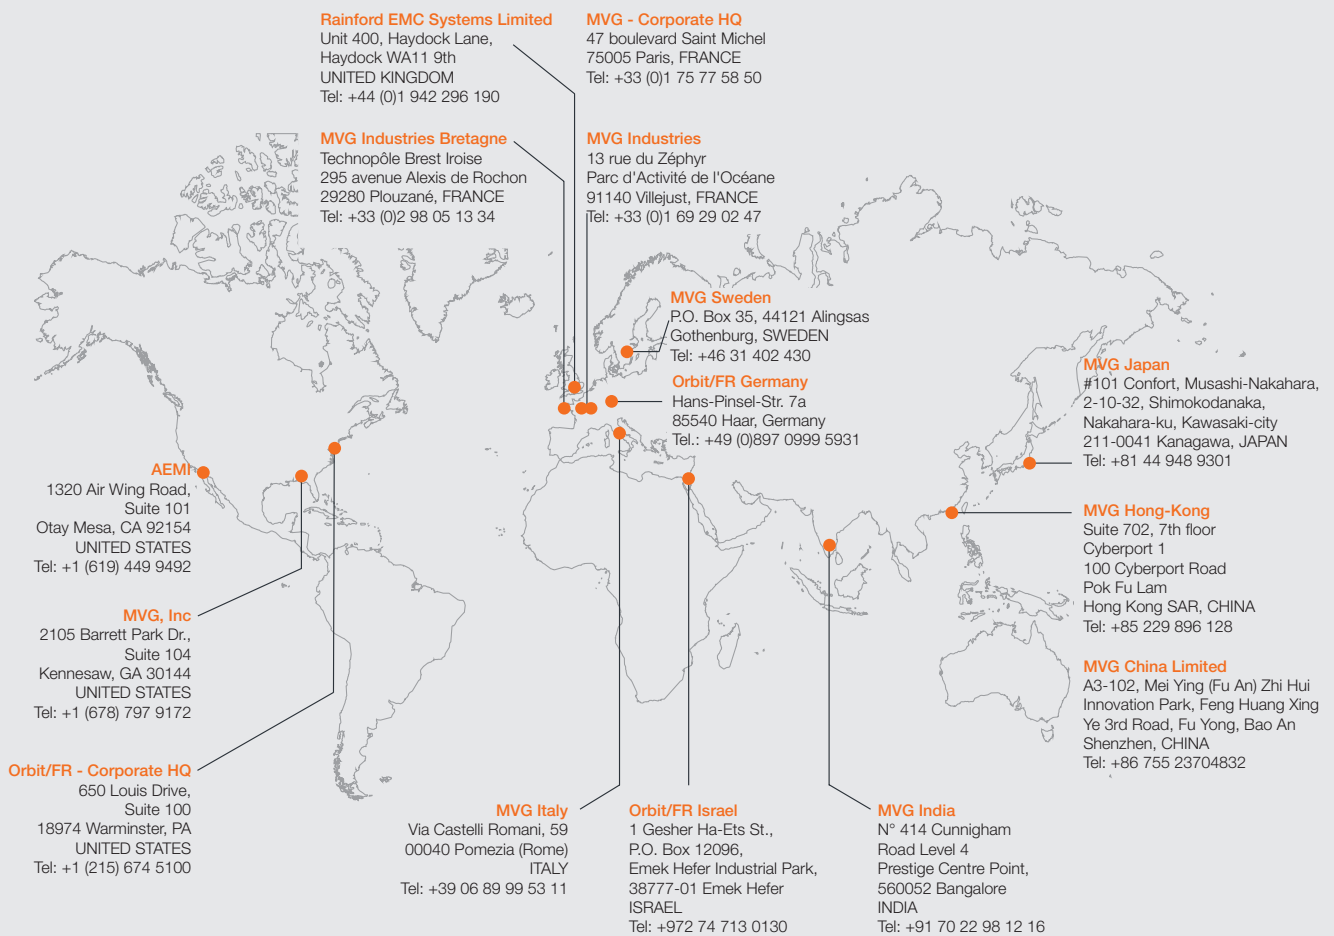 Rainford EMC Systems Limited
Unit 400, Haydock Lane,
Haydock WA11 9th
UNITED KINGDOM
Tel: +44 (0)1 942 296 190
MVG - Corporate HQ
47 boulevard Saint Michel
75005 Paris, FRANCE
Tel: +33 (0)1 75 77 58 50
MVG Industries Bretagne
Technopôle Brest Iroise
295 avenue Alexis de Rochon
29280 Plouzané, FRANCE
Tel: +33 (0)2 98 05 13 34
MVG Industries
13 rue du Zéphyr
Parc d'Activité de l'Océane
91140 Villejust, FRANCE
Tel: +33 (0)1 69 29 02 47
MVG Sweden
P.O. Box 35, 44121 Alingsas
Gothenburg, SWEDEN
Tel: +46 31 402 430
Orbit/FR Germany
Hans-Pinsel-Str. 7a
85540 Haar, Germany
Tel.: +49 (0)897 0999 5931
MVG Japan
#101 Confort, Musashi-Nakahara,
2-10-32, Shimokodanaka,
Nakahara-ku, Kawasaki-city
211-0041 Kanagawa, JAPAN
Tel: +81 44 948 9301
AEMI
1320 Air Wing Road,
Suite 101
Otay Mesa, CA 92154
UNITED STATES
Tel: +1 (619) 449 9492
MVG Hong-Kong
Suite 702, 7th floor
Cyberport 1
100 Cyberport Road
Pok Fu Lam
Hong Kong SAR, CHINA
Tel: +85 229 896 128
MVG, Inc
2105 Barrett Park Dr.,
Suite 104
Kennesaw, GA 30144
UNITED STATES
Tel: +1 (678) 797 9172
MVG China Limited
A3-102, Mei Ying (Fu An) Zhi Hui
Innovation Park, Feng Huang Xing
Ye 3rd Road, Fu Yong, Bao An
Shenzhen, CHINA
Tel: +86 755 23704832
Orbit/FR - Corporate HQ
650 Louis Drive,
Suite 100
18974 Warminster, PA
UNITED STATES
Tel: +1 (215) 674 5100
MVG Italy
Via Castelli Romani, 59
00040 Pomezia (Rome)
ITALY
Tel: +39 06 89 99 53 11
Orbit/FR Israel
1 Gesher Ha-Ets St.,
P.O. Box 12096,
Emek Hefer Industrial Park,
38777-01 Emek Hefer
ISRAEL
Tel: +972 74 713 0130
MVG India
N° 414 Cunnigham
Road Level 4
Prestige Centre Point,
560052 Bangalore
INDIA
Tel: +91 70 22 98 12 16